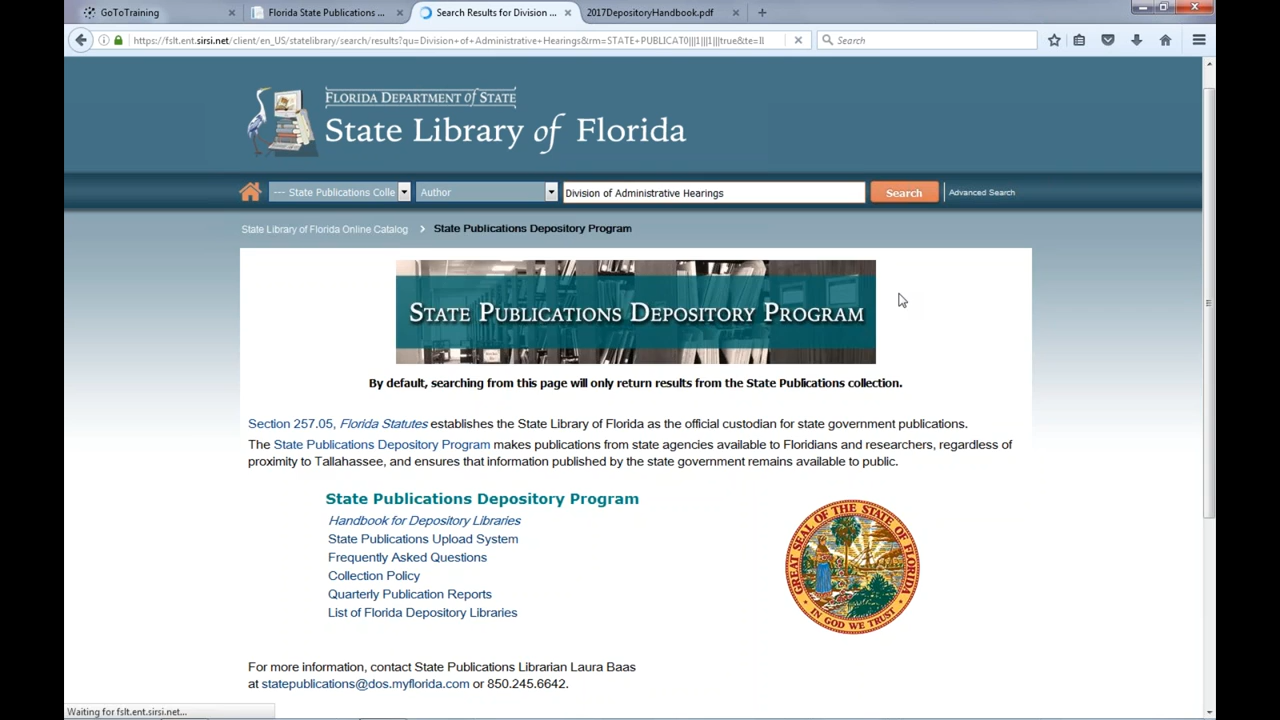 GoToTraining
Florida State Publications ...
Search Results for Division ...
2017DepositoryHandbook.pdf
https://fslt.ent.sirsi.net/client/en_US/statelibrary/search/results?qu=Division+of+Administrative+Hearings&rm=STATE+PUBLICAT0|||1|||1|||true&te=Il
Search
FLORIDA DEPARTMENT of STATE
State Library of Florida
--- State Publications Colle
Author
Division of Administrative Hearings
Search
Advanced Search
State Library of Florida Online Catalog
State Publications Depository Program
STATE PUBLICATIONS DEPOSITORY PROGRAM
By default, searching from this page will only return results from the State Publications collection.
Section 257.05, Florida Statutes establishes the State Library of Florida as the official custodian for state government publications.
The State Publications Depository Program makes publications from state agencies available to Floridians and researchers, regardless of
proximity to Tallahassee, and ensures that information published by the state government remains available to public.
State Publications Depository Program
Handbook for Depository Libraries
State Publications Upload System
Frequently Asked Questions
Collection Policy
Quarterly Publication Reports
List of Florida Depository Libraries
GREAT SEAL OF THE STATE OF FLORIDA
• IN GOD WE TRUST •
For more information, contact State Publications Librarian Laura Baas
at statepublications@dos.myflorida.com or 850.245.6642.
Waiting for fslt.ent.sirsi.net...